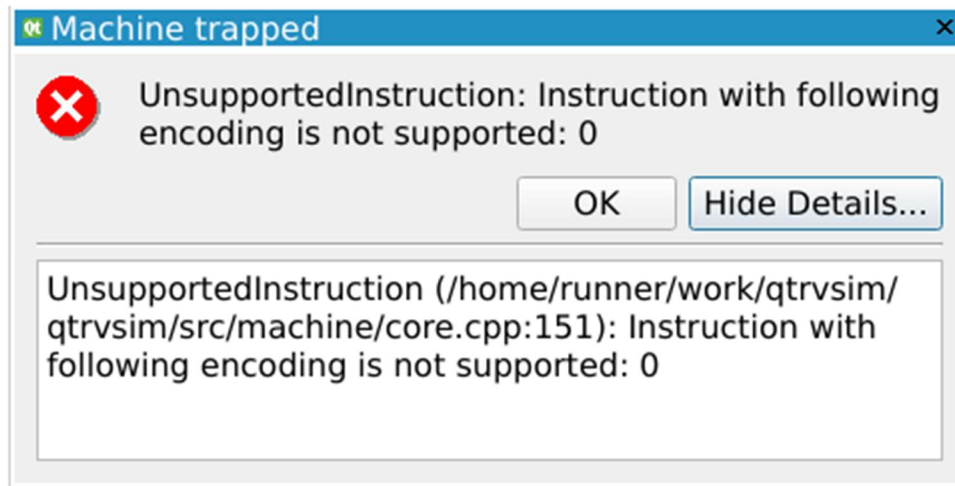 Qt Machine trapped
UnsupportedInstruction: Instruction with following
encoding is not supported: 0
OK Hide Details...
UnsupportedInstruction (/home/runner/work/qtrvsim/
qtrvsim/src/machine/core.cpp:151): Instruction with
following encoding is not supported: 0